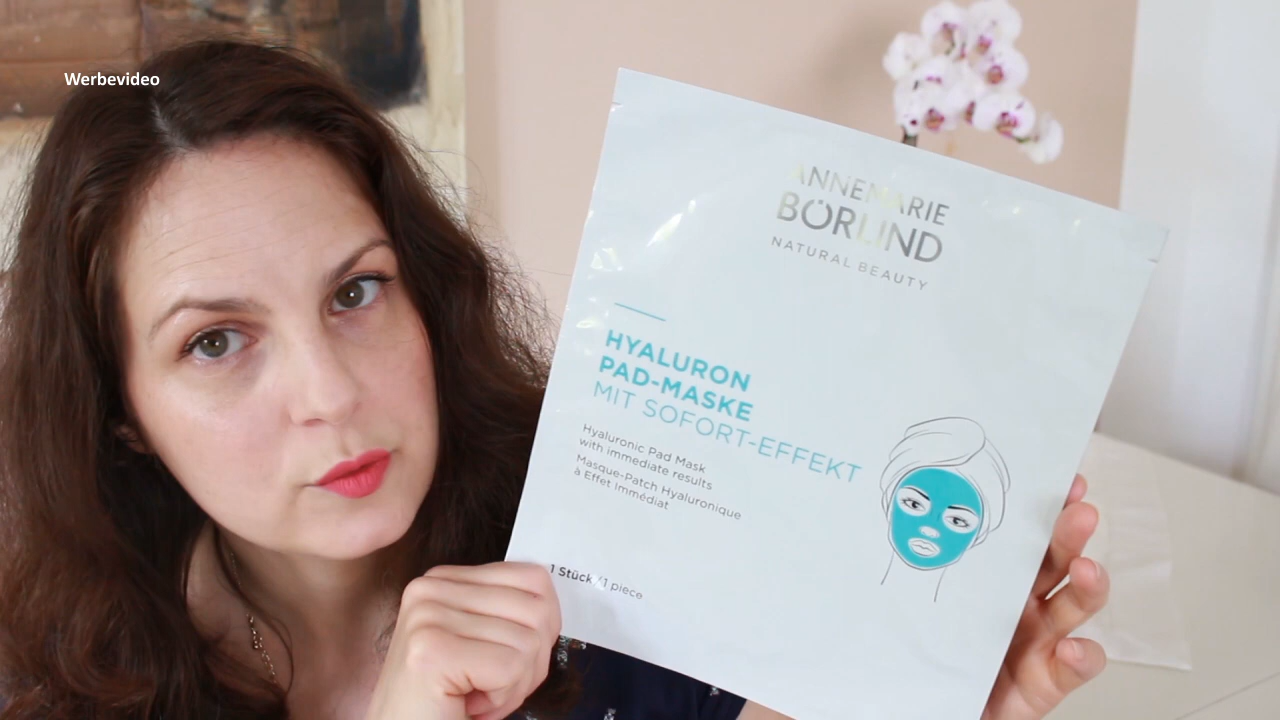 Werbevideo
ANNEMARIE
BÖRLIND
NATURAL BEAUTY
HYALURON
PAD-MASKE
MIT SOFORT-EFFEKT
Hyaluronic Pad Mask
with immediate results
Masque-Patch Hyaluronique
à Effet Immédiat
1 Stück/1 piece